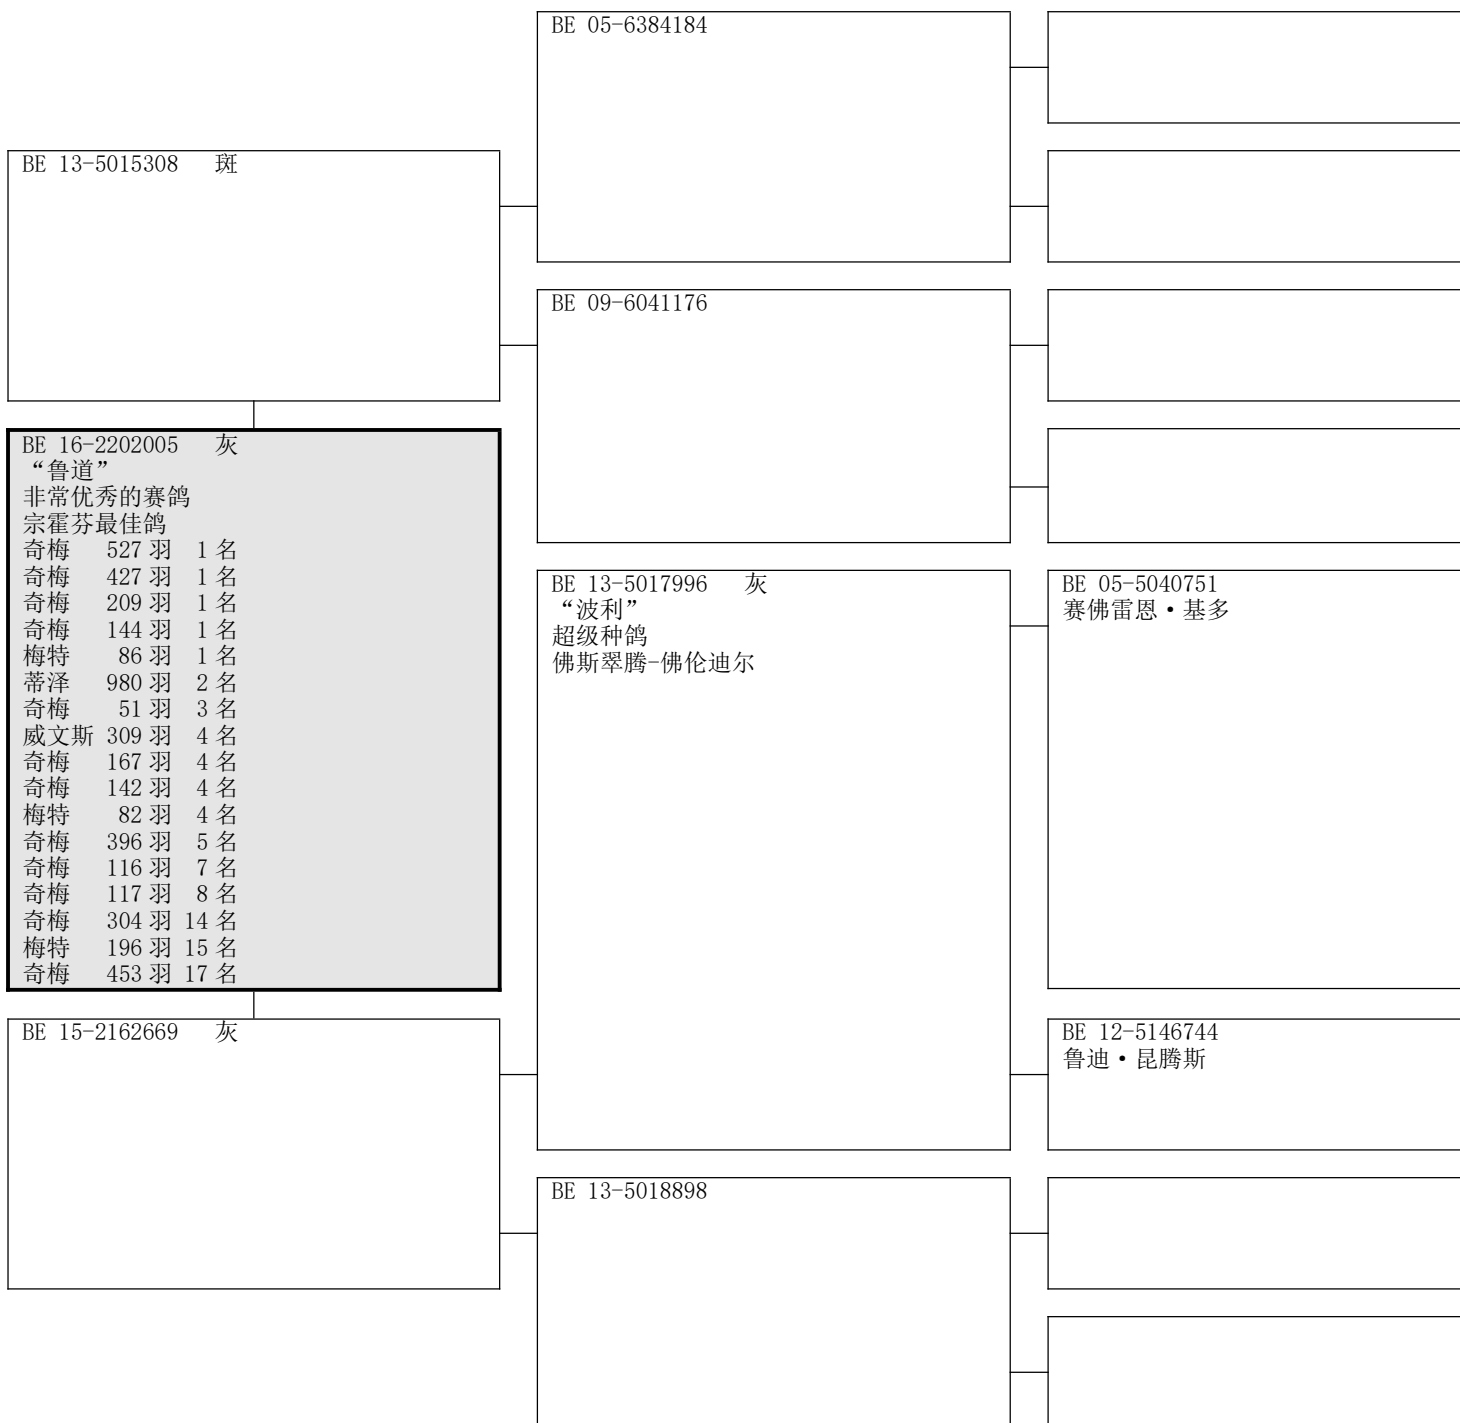 BE 05-6384184
BE 13-5015308 斑
BE 09-6041176
BE 16-2202005 灰
“鲁道”
非常优秀的赛鸽
宗霍芬最佳鸽
奇梅 527 羽 1 名
奇梅 427 羽 1 名
奇梅 209 羽 1 名
奇梅 144 羽 1 名
梅特 86 羽 1 名
蒂泽 980 羽 2 名
奇梅 51 羽 3 名
威文斯 309 羽 4 名
奇梅 167 羽 4 名
奇梅 142 羽 4 名
梅特 82 羽 4 名
奇梅 396 羽 5 名
奇梅 116 羽 7 名
奇梅 117 羽 8 名
奇梅 304 羽 14 名
梅特 196 羽 15 名
奇梅 453 羽 17 名
BE 13-5017996 灰
“波利”
超级种鸽
佛斯翠腾-佛伦迪尔
BE 05-5040751
赛佛雷恩·基多
BE 15-2162669 灰
BE 12-5146744
鲁迪·昆腾斯
BE 13-5018898